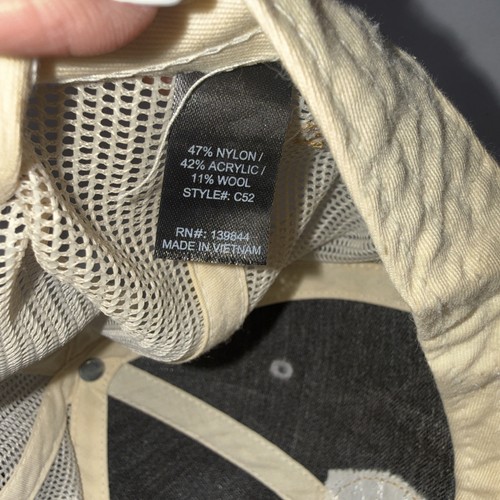 47% NYLON /
42% ACRYLIC /
11% WOOL
STYLE#: C52
RN#: 139844
MADE IN VIETNAM